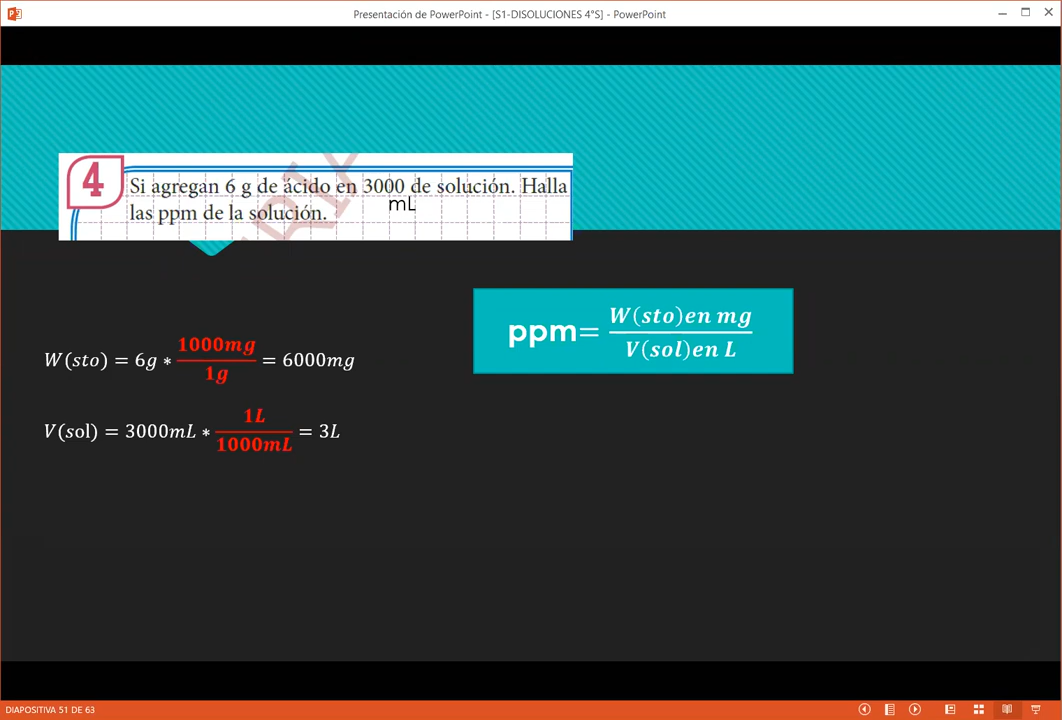 Presentación de PowerPoint - [S1-DISOLUCIONES 4°S] - PowerPoint
4
Si agregan 6 g de ácido en 3000 de solución. Halla
mL
las ppm de la solución.
ppm= W(sto)en mg / V(sol)en L
W(sto) = 6g * 1000mg / 1g = 6000mg
V(sol) = 3000mL * 1L / 1000mL = 3L
DIAPOSITIVA 51 DE 63